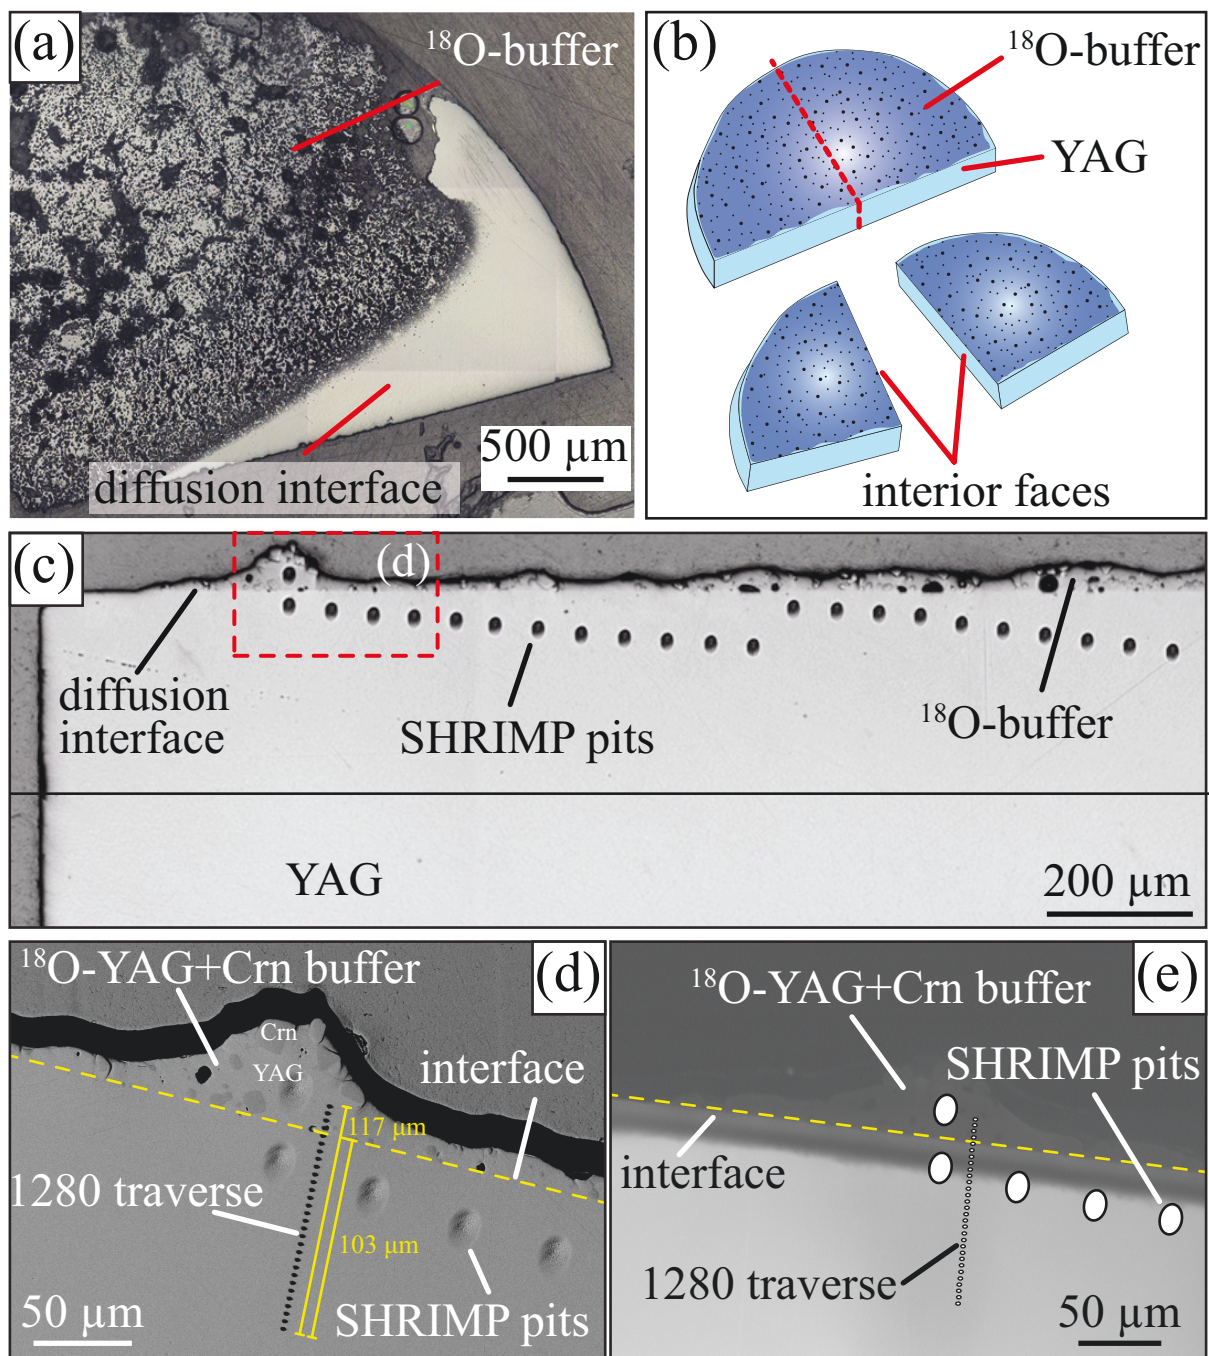 (a)
¹⁸O-buffer
diffusion interface
500 µm
(b)
¹⁸O-buffer
YAG
interior faces
(c)
(d)
diffusion
interface
SHRIMP pits
¹⁸O-buffer
YAG
200 µm
¹⁸O-YAG+Crn buffer
(d)
Crn
YAG
interface
117 µm
1280 traverse
103 µm
50 µm
SHRIMP pits
(e)
¹⁸O-YAG+Crn buffer
SHRIMP pits
interface
1280 traverse
50 µm